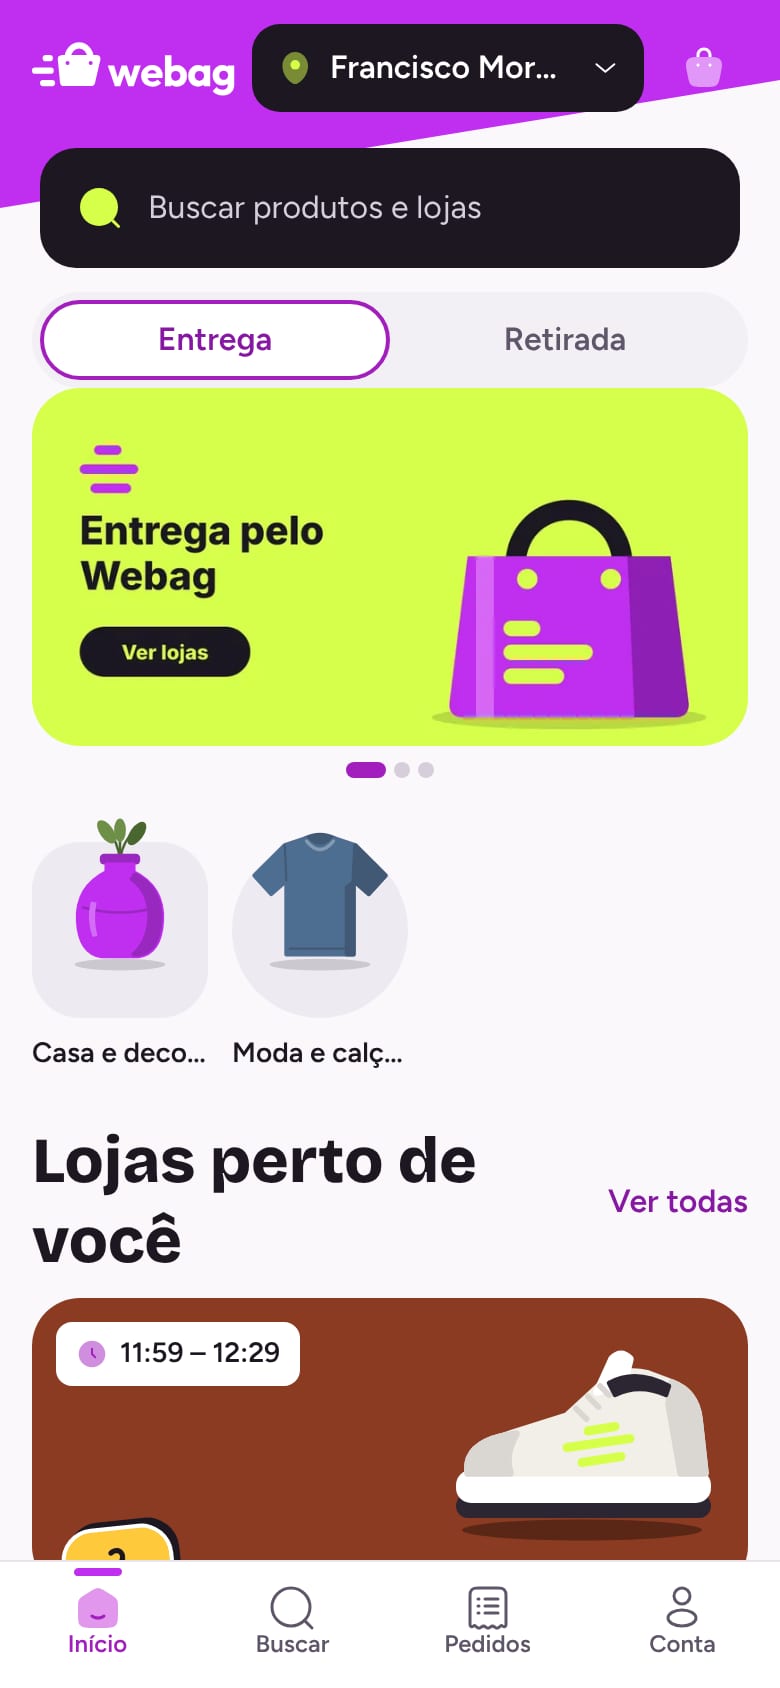 webag
Francisco Mor...
Buscar produtos e lojas
Entrega
Retirada
Entrega pelo
Webag
Ver lojas
Casa e deco...
Moda e calç...
Lojas perto de
você
Ver todas
11:59 – 12:29
Início
Buscar
Pedidos
Conta